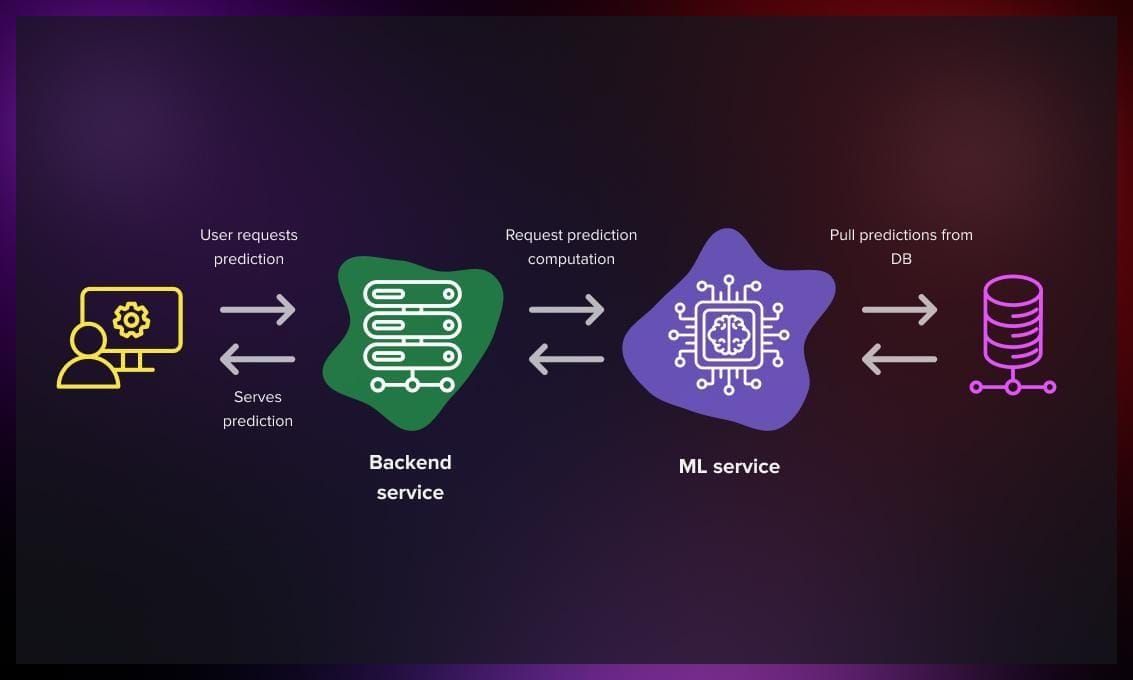 User requests
prediction
Request prediction
computation
Pull predictions from
DB
Serves
prediction
Backend
service
ML service